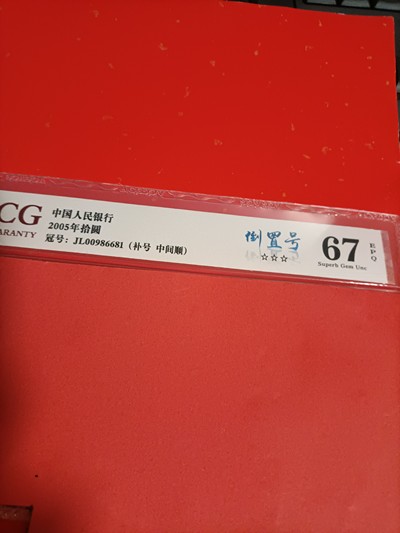 CG
ARANTY
中国人民银行
2005年拾圆
冠号：JL00986681（补号 中间顺）
倒置号
☆☆☆
67
EPQ
Superb Gem Unc